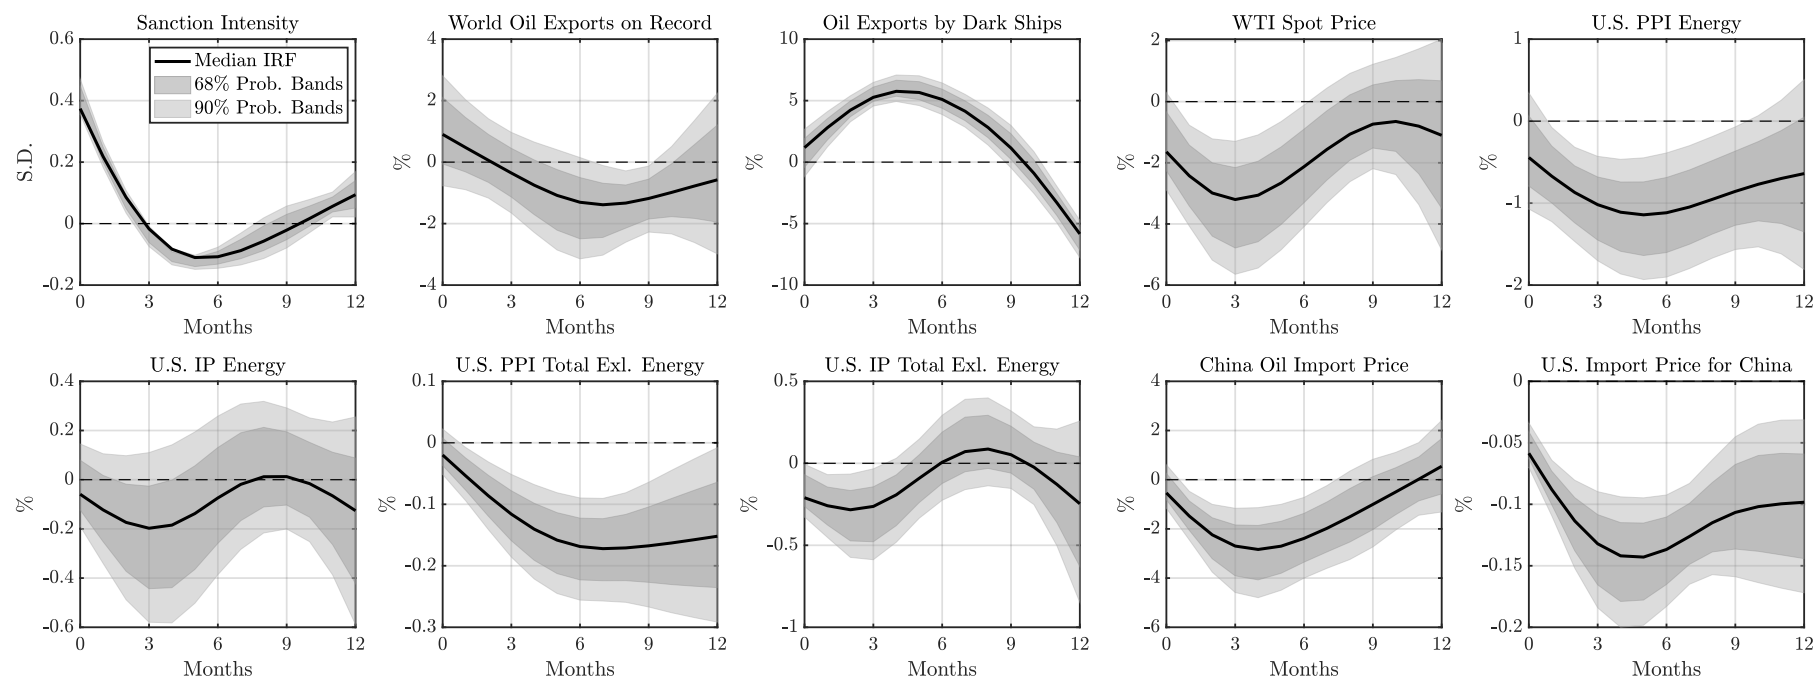 Sanction Intensity
World Oil Exports on Record
Oil Exports by Dark Ships
WTI Spot Price
U.S. PPI Energy
Median IRF
68% Prob. Bands
90% Prob. Bands
S.D.
0.6
0.4
0.2
0
-0.2
0 3 6 9 12
Months
%
4
2
0
-2
-4
0 3 6 9 12
Months
%
10
5
0
-5
-10
0 3 6 9 12
Months
%
2
0
-2
-4
-6
0 3 6 9 12
Months
%
1
0
-1
-2
0 3 6 9 12
Months
U.S. IP Energy
U.S. PPI Total Exl. Energy
U.S. IP Total Exl. Energy
China Oil Import Price
U.S. Import Price for China
%
0.4
0.2
0
-0.2
-0.4
-0.6
0 3 6 9 12
Months
%
0.1
0
-0.1
-0.2
-0.3
0 3 6 9 12
Months
%
0.5
0
-0.5
-1
0 3 6 9 12
Months
%
4
2
0
-2
-4
-6
0 3 6 9 12
Months
%
0
-0.05
-0.1
-0.15
-0.2
0 3 6 9 12
Months